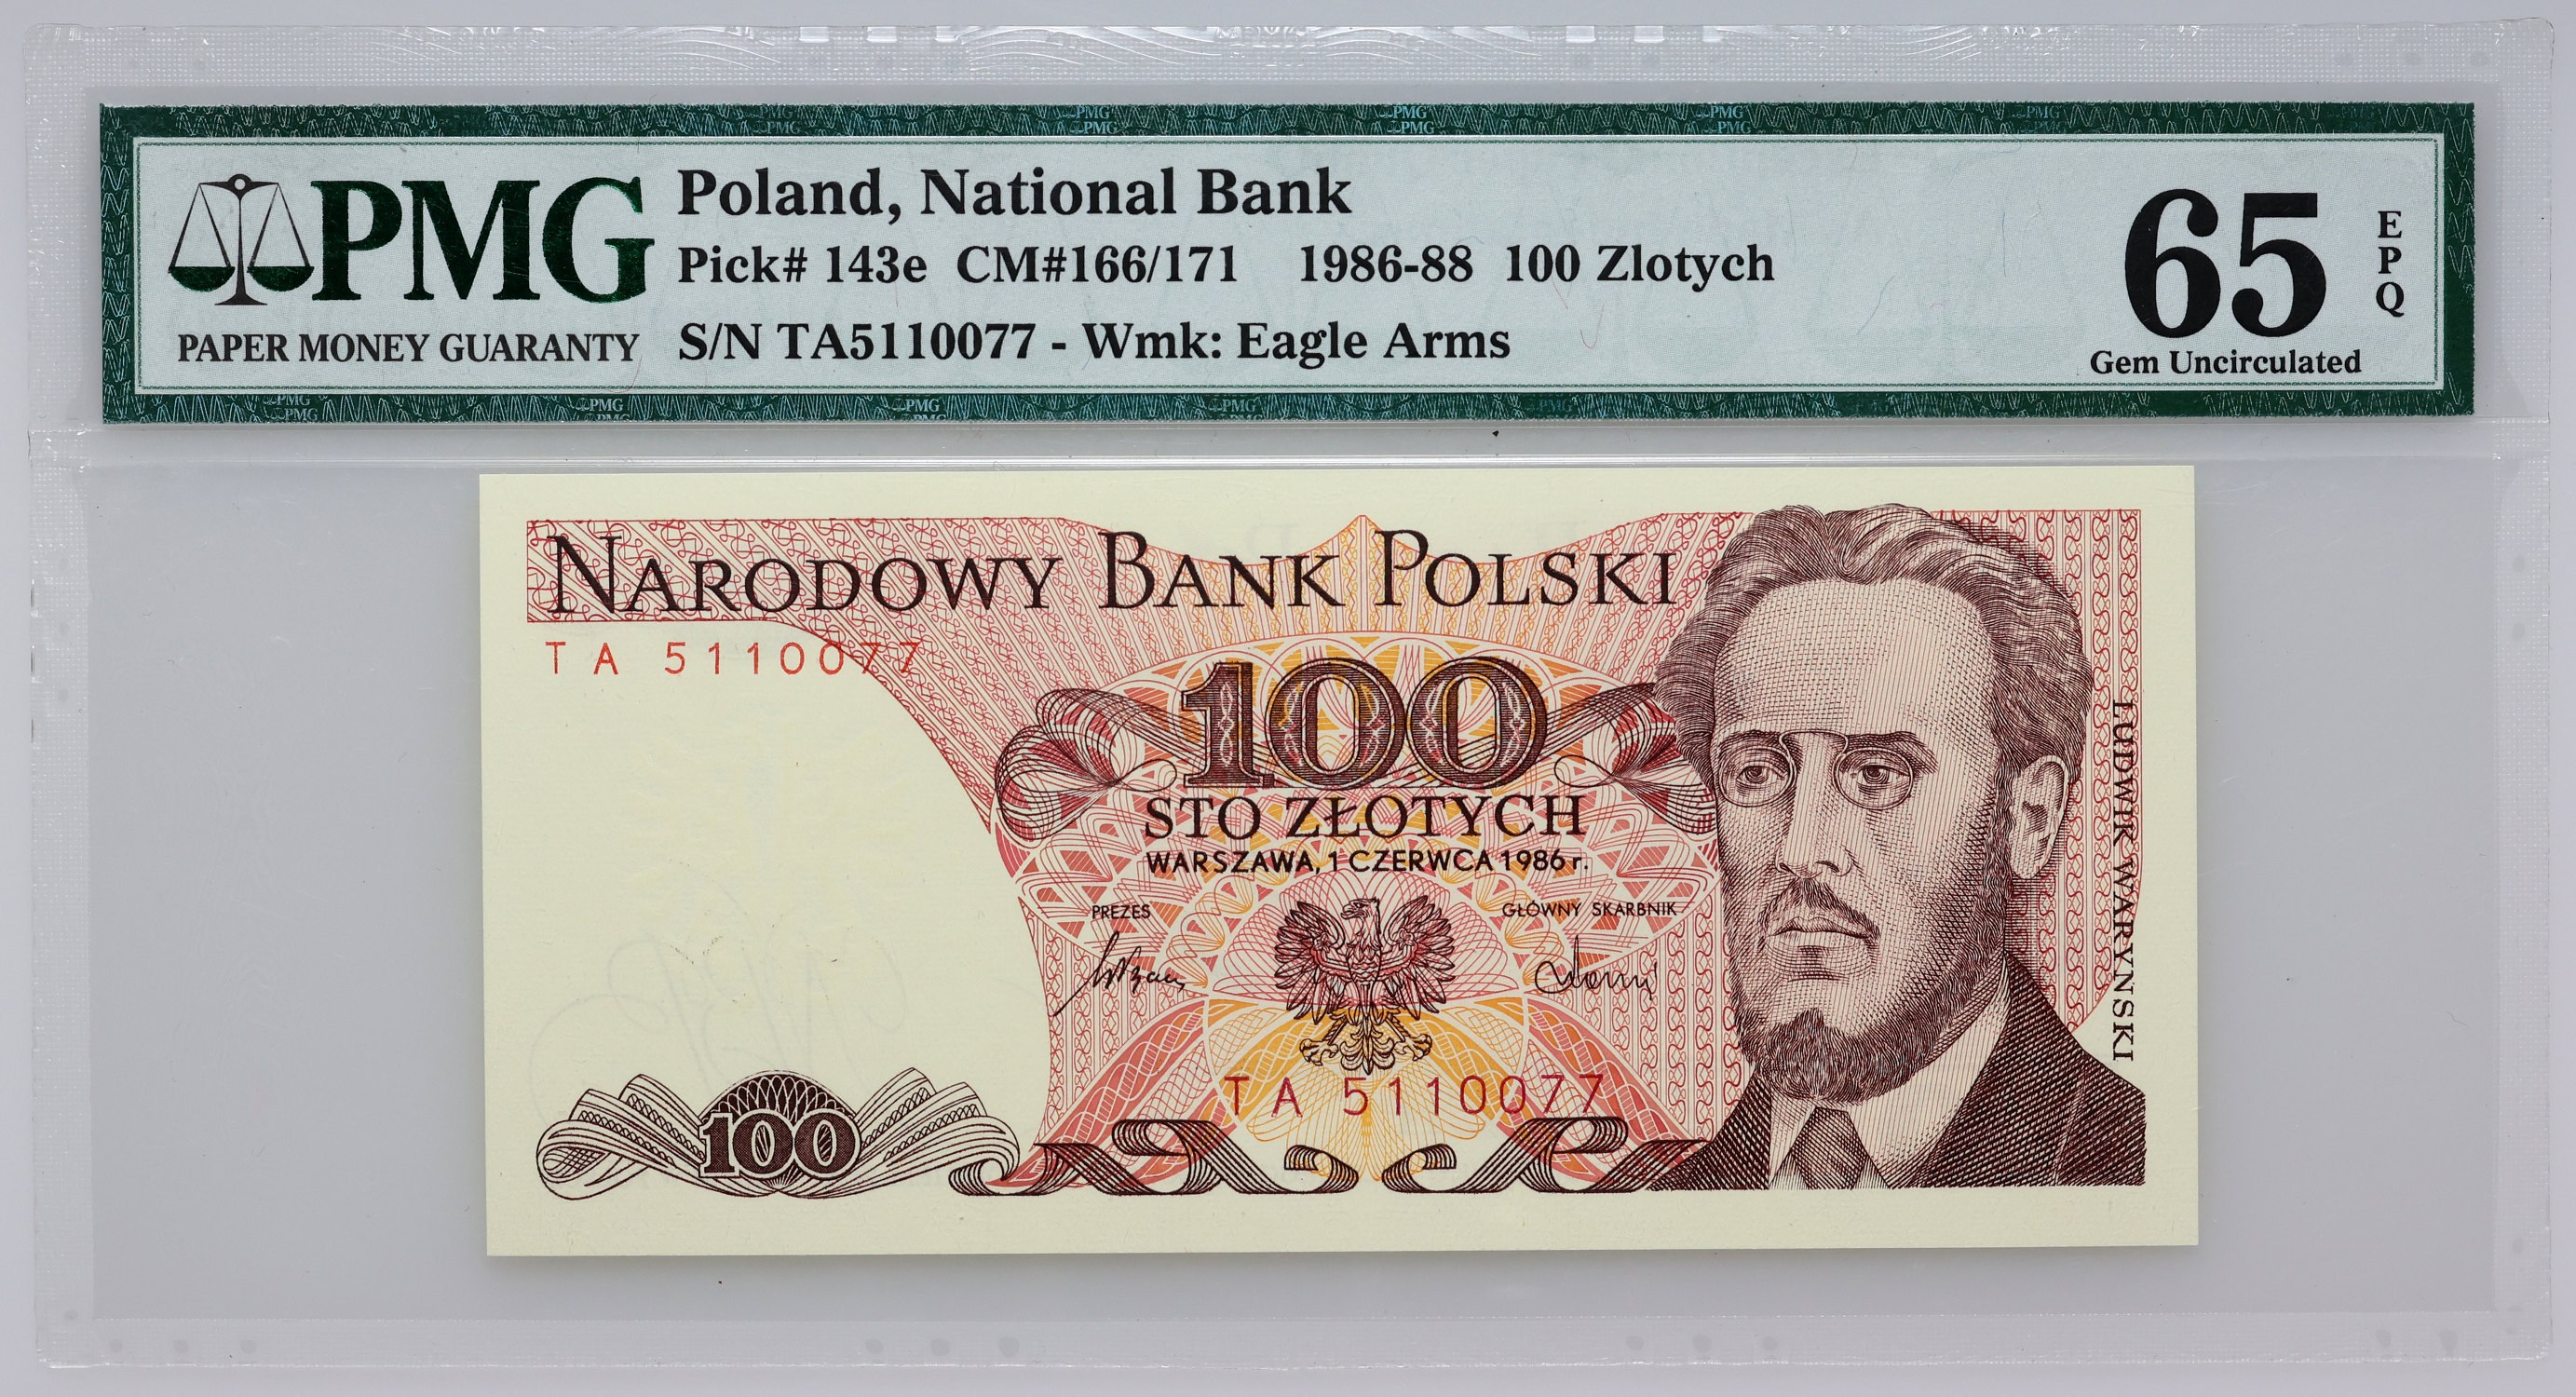 PMG
PAPER MONEY GUARANTY
Poland, National Bank
Pick# 143e CM#166/171 1986-88 100 Zlotych
S/N TA5110077 - Wmk: Eagle Arms
65
EPQ
Gem Uncirculated
NARODOWY BANK POLSKI
TA 5110077
100
STO ZŁOTYCH
WARSZAWA, 1 CZERWCA 1986 r.
PREZES
GŁÓWNY SKARBNIK
TA 5110077
100
LUDWIK WARYŃSKI